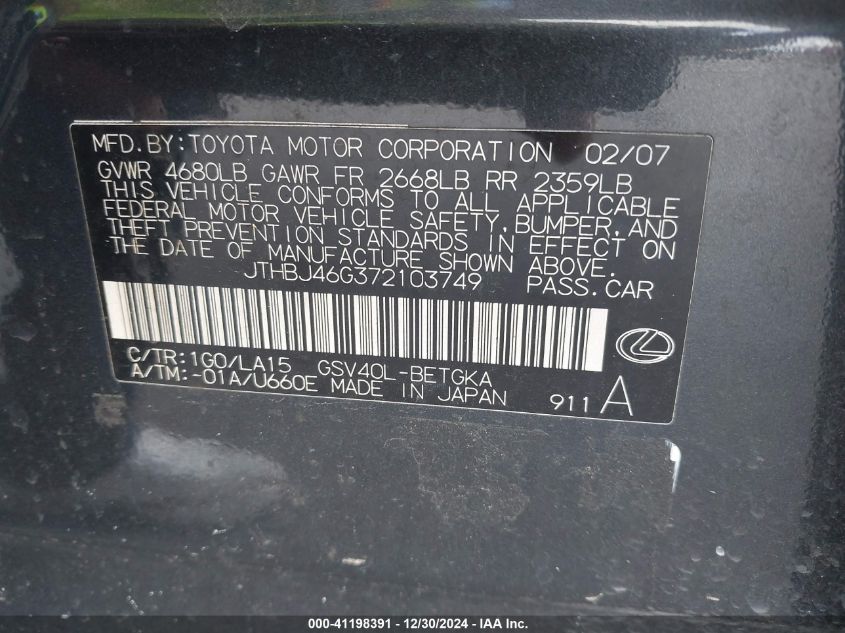 MFD.BY:TOYOTA MOTOR CORPORATION 02/07
GVWR 4680LB GAWR FR 2668LB RR 2359LB
THIS VEHICLE CONFORMS TO ALL APPLICABLE
FEDERAL MOTOR VEHICLE SAFETY,BUMPER,AND
THEFT PREVENTION STANDARDS IN EFFECT ON
THE DATE OF MANUFACTURE SHOWN ABOVE.
JTHBJ46G372103749 PASS.CAR
C/TR:1G0/LA15 GSV40L-BETGKA
A/TM:-01A/U660E MADE IN JAPAN
911A
000-41198391 - 12/30/2024 - IAA Inc.